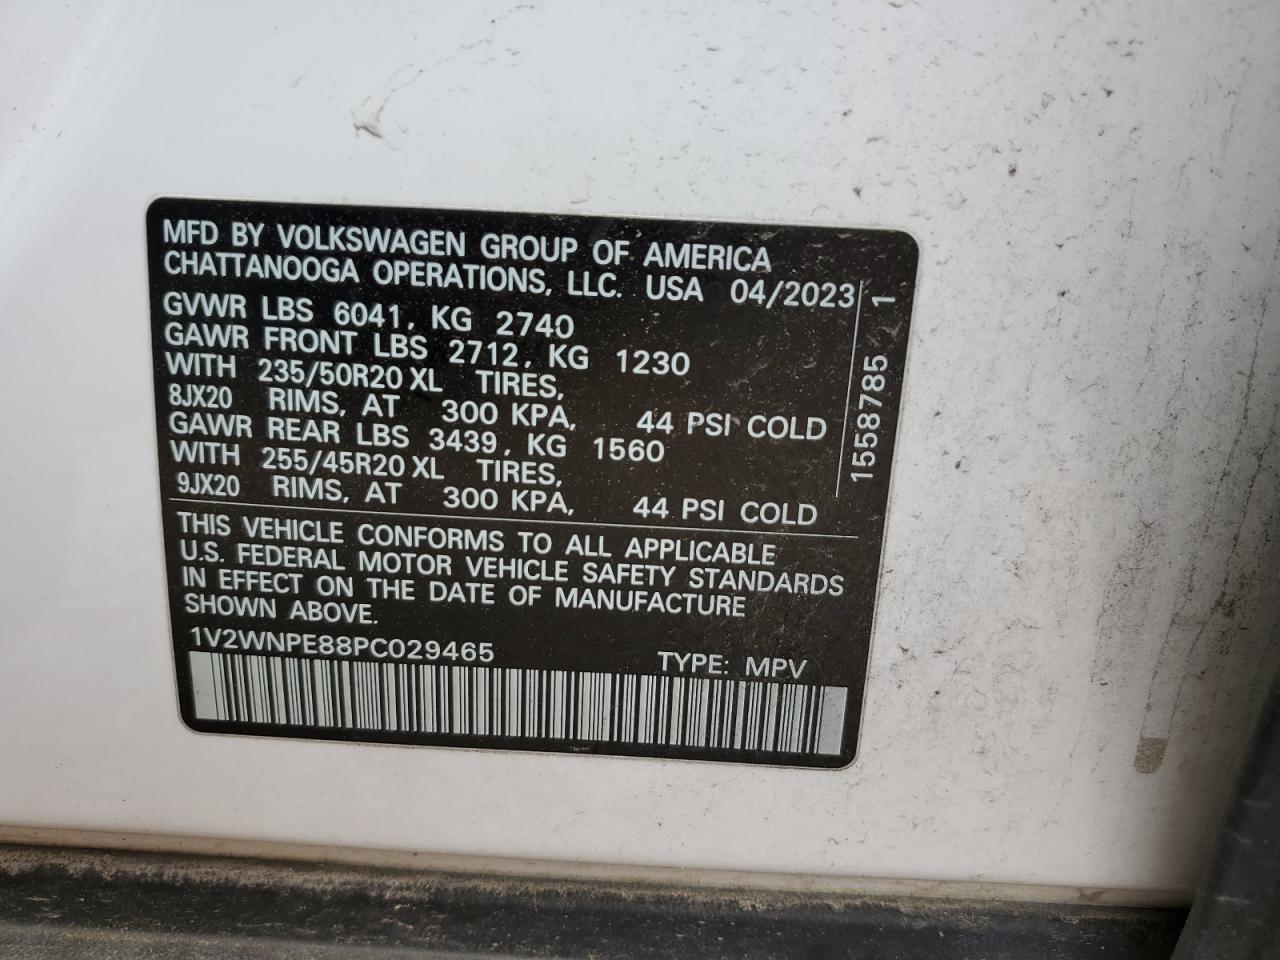 MFD BY VOLKSWAGEN GROUP OF AMERICA
CHATTANOOGA OPERATIONS, LLC. USA 04/2023
GVWR LBS 6041, KG 2740
GAWR FRONT LBS 2712, KG 1230
WITH 235/50R20 XL TIRES,
8JX20 RIMS, AT 300 KPA, 44 PSI COLD
GAWR REAR LBS 3439, KG 1560
WITH 255/45R20 XL TIRES,
9JX20 RIMS, AT 300 KPA, 44 PSI COLD
1558785 1
THIS VEHICLE CONFORMS TO ALL APPLICABLE
U.S. FEDERAL MOTOR VEHICLE SAFETY STANDARDS
IN EFFECT ON THE DATE OF MANUFACTURE
SHOWN ABOVE.
1V2WNPE88PC029465 TYPE: MPV